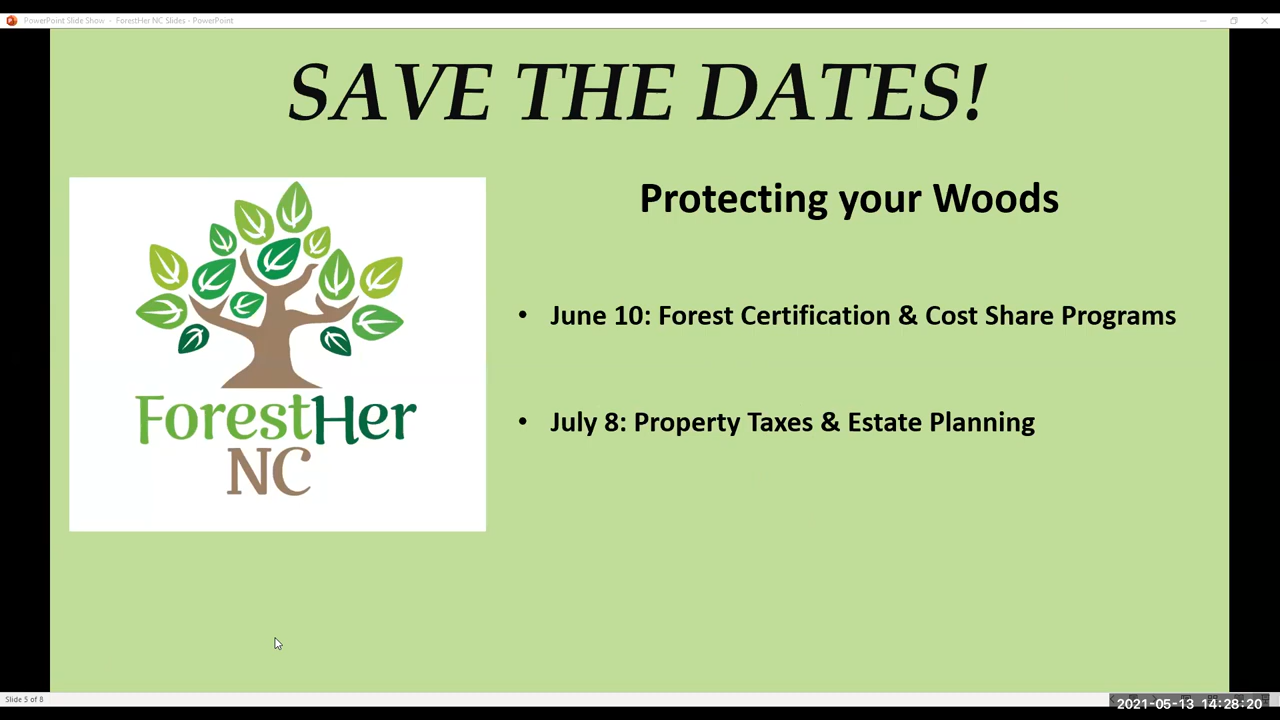 PowerPoint Slide Show - ForestHer NC Slides - PowerPoint
SAVE THE DATES!
Protecting your Woods
• June 10: Forest Certification & Cost Share Programs
• July 8: Property Taxes & Estate Planning
ForestHer
NC
Slide 5 of 8
2021-05-13 14:28:20